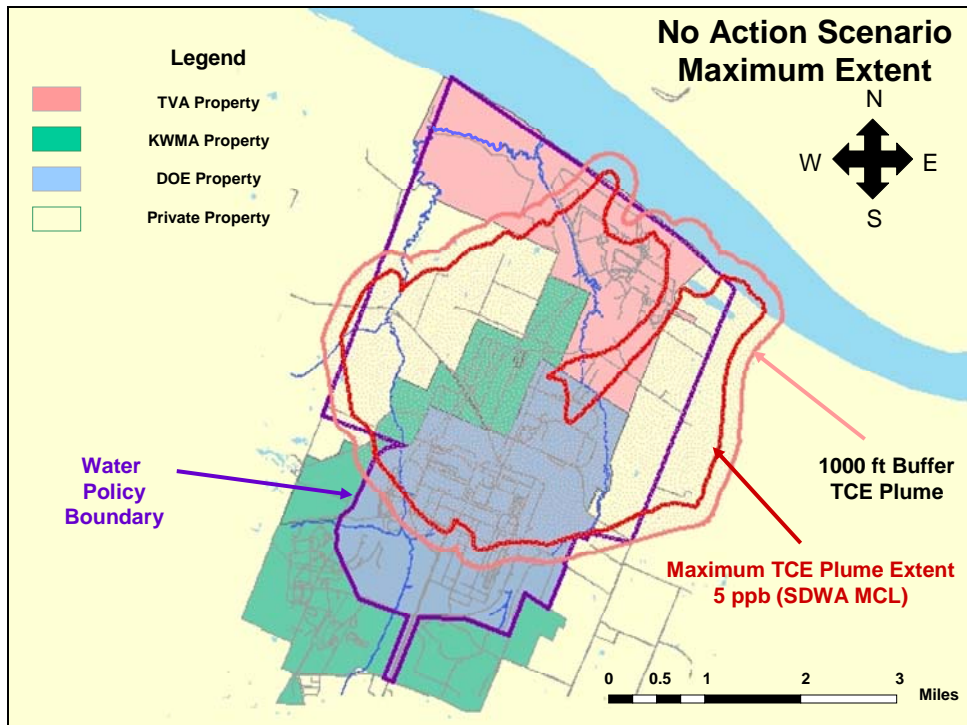 No Action Scenario
Maximum Extent
Legend
TVA Property
KWMA Property
DOE Property
Private Property
N
W E
S
Water
Policy
Boundary
1000 ft Buffer
TCE Plume
Maximum TCE Plume Extent
5 ppb (SDWA MCL)
0 0.5 1 2 3
Miles